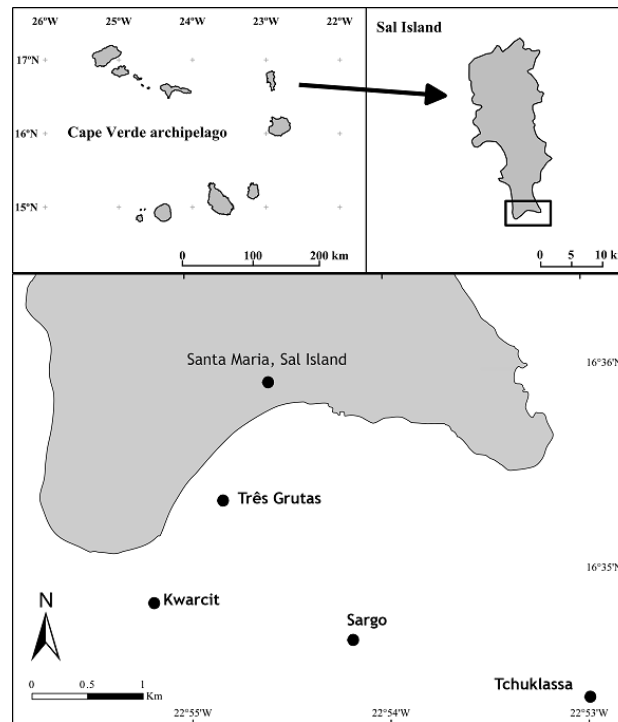 26°W 25°W 24°W 23°W 22°W
Sal Island
17°N
16°N
Cape Verde archipelago
15°N
0 100 200 km
0 5 10 k
Santa Maria, Sal Island
16°36'N
Três Grutas
16°35'N
Kwarcit
N
Sargo
Tchuklassa
0 0.5 1
Km
22°55'W 22°54'W 22°53'W